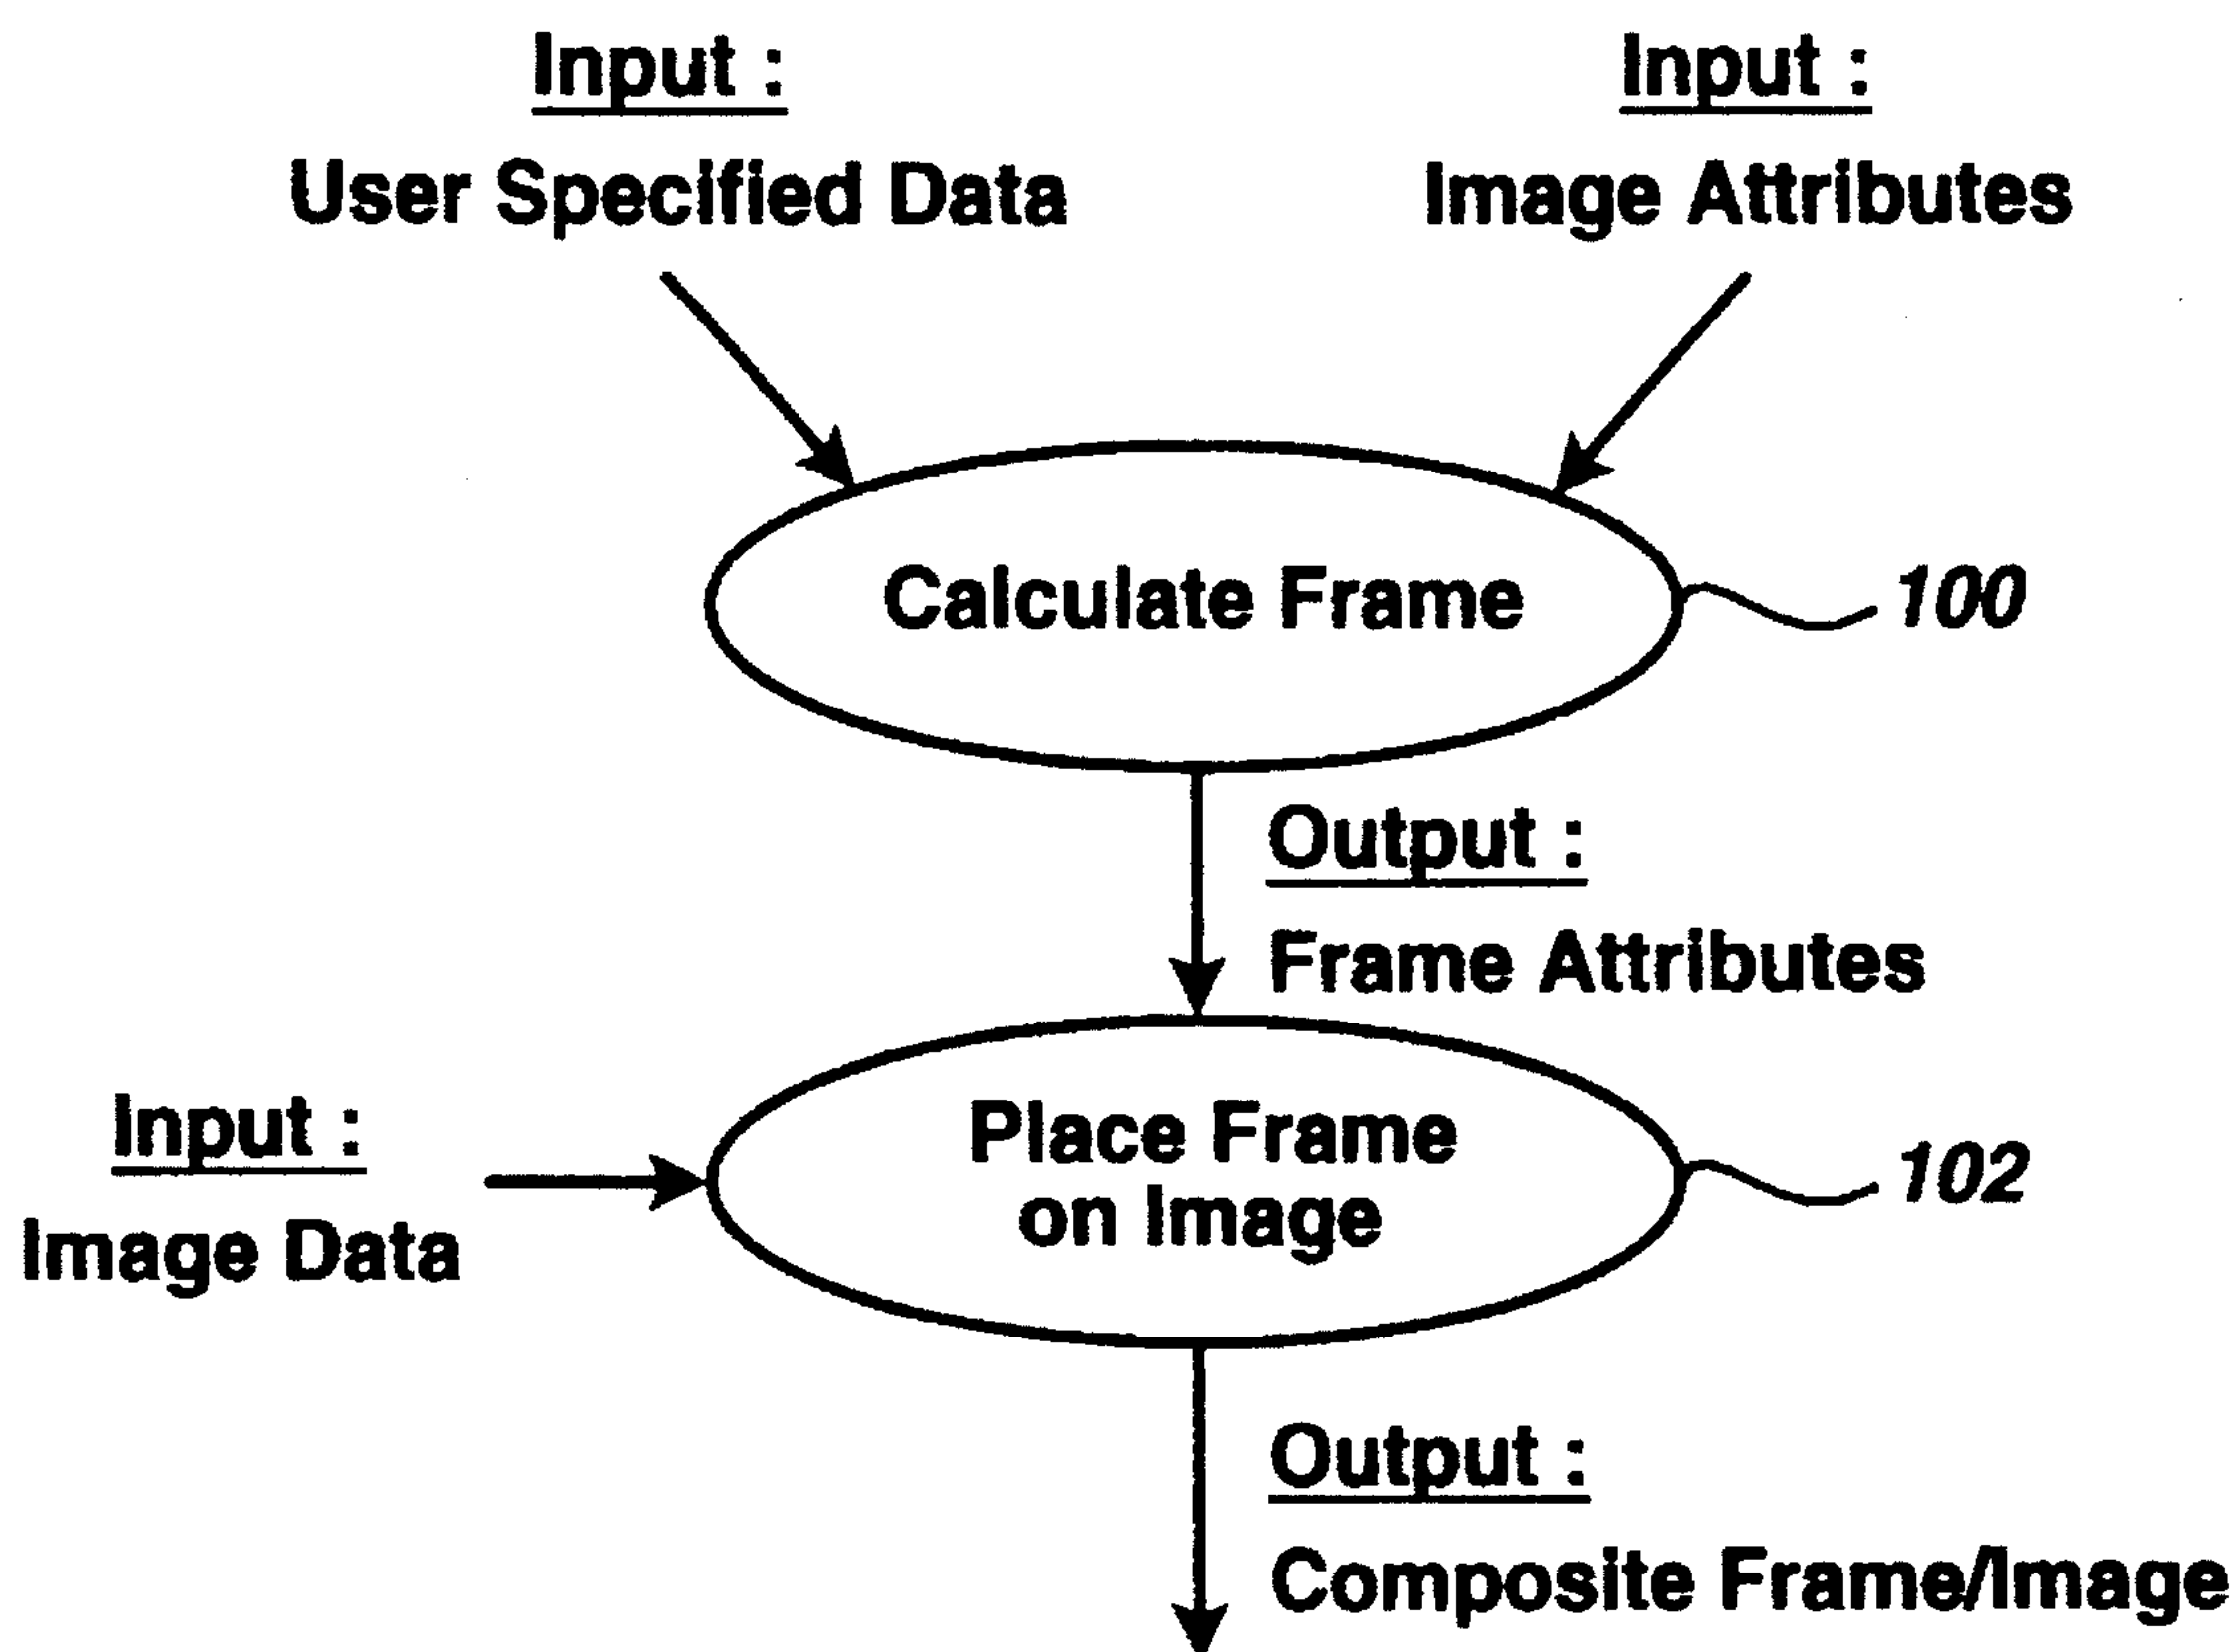 Input :
User Specified Data
Input :
Image Attributes
Calculate Frame
100
Output :
Frame Attributes
Input :
Image Data
Place Frame
on Image
102
Output :
Composite Frame/Image